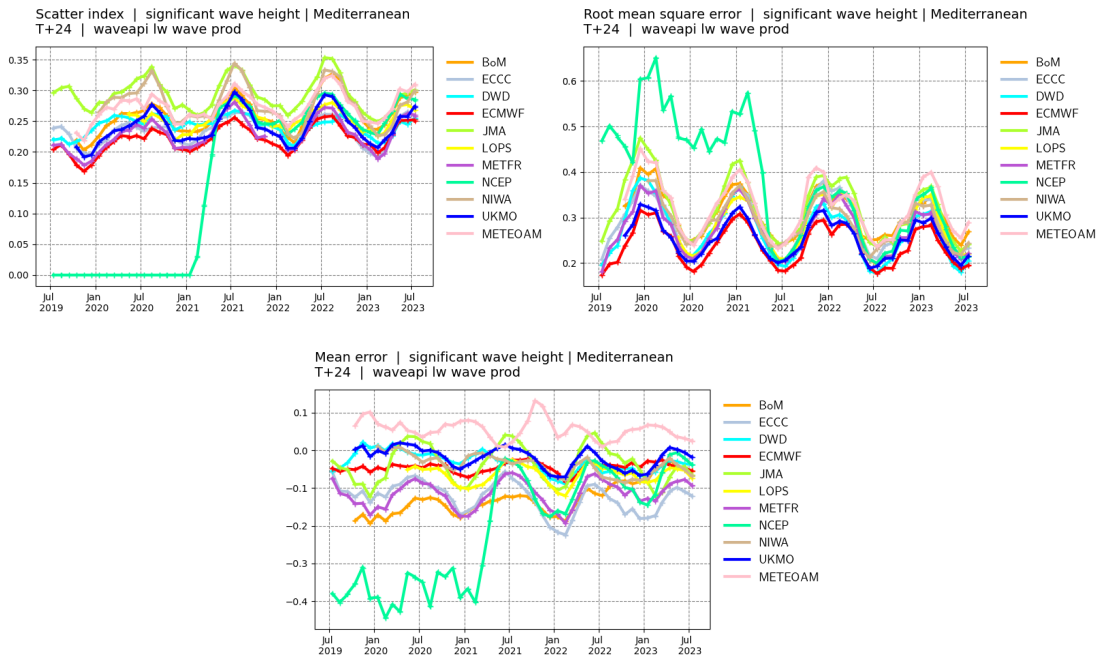 Scatter index | significant wave height | Mediterranean
T+24 | waveapi lw wave prod
0.35
0.30
0.25
0.20
0.15
0.10
0.05
0.00
Jul Jan Jul Jan Jul Jan Jul Jan Jul
2019 2020 2020 2021 2021 2022 2022 2023 2023
BoM
ECCC
DWD
ECMWF
JMA
LOPS
METFR
NCEP
NIWA
UKMO
METEOAM
Root mean square error | significant wave height | Mediterranean
T+24 | waveapi lw wave prod
0.6
0.5
0.4
0.3
0.2
Jul Jan Jul Jan Jul Jan Jul Jan Jul
2019 2020 2020 2021 2021 2022 2022 2023 2023
BoM
ECCC
DWD
ECMWF
JMA
LOPS
METFR
NCEP
NIWA
UKMO
METEOAM
Mean error | significant wave height | Mediterranean
T+24 | waveapi lw wave prod
0.1
0.0
−0.1
−0.2
−0.3
−0.4
Jul Jan Jul Jan Jul Jan Jul Jan Jul
2019 2020 2020 2021 2021 2022 2022 2023 2023
BoM
ECCC
DWD
ECMWF
JMA
LOPS
METFR
NCEP
NIWA
UKMO
METEOAM